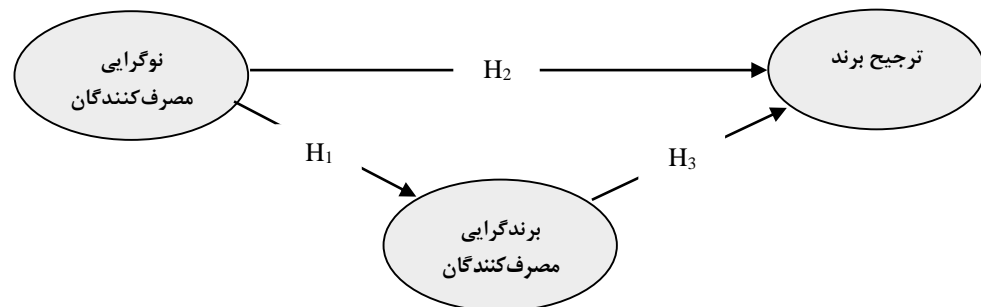 نوگرایی
مصرف‌کنندگان
H₂
ترجیح برند
H₁
H₃
برندگرایی
مصرف‌کنندگان